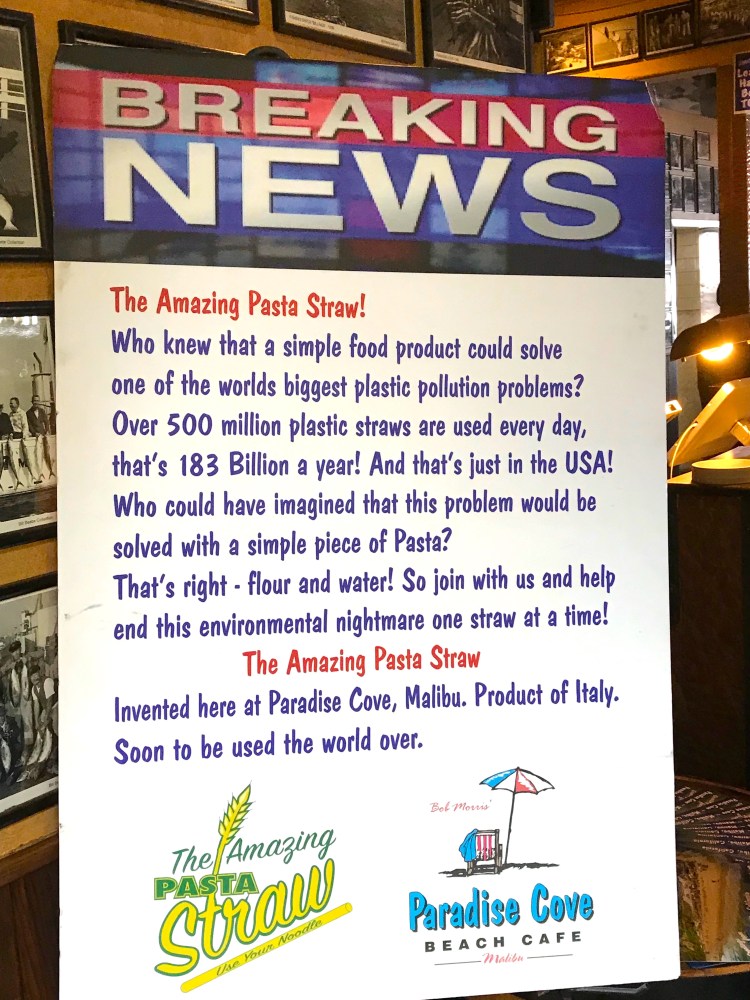 BREAKING
NEWS
The Amazing Pasta Straw!
Who knew that a simple food product could solve
one of the worlds biggest plastic pollution problems?
Over 500 million plastic straws are used every day,
that's 183 Billion a year! And that's just in the USA!
Who could have imagined that this problem would be
solved with a simple piece of Pasta?
That's right - flour and water! So join with us and help
end this environmental nightmare one straw at a time!
The Amazing Pasta Straw
Invented here at Paradise Cove, Malibu. Product of Italy.
Soon to be used the world over.
The Amazing
PASTA
Straw
Use Your Noodle
Bob Morris'
Paradise Cove
BEACH CAFE
Malibu